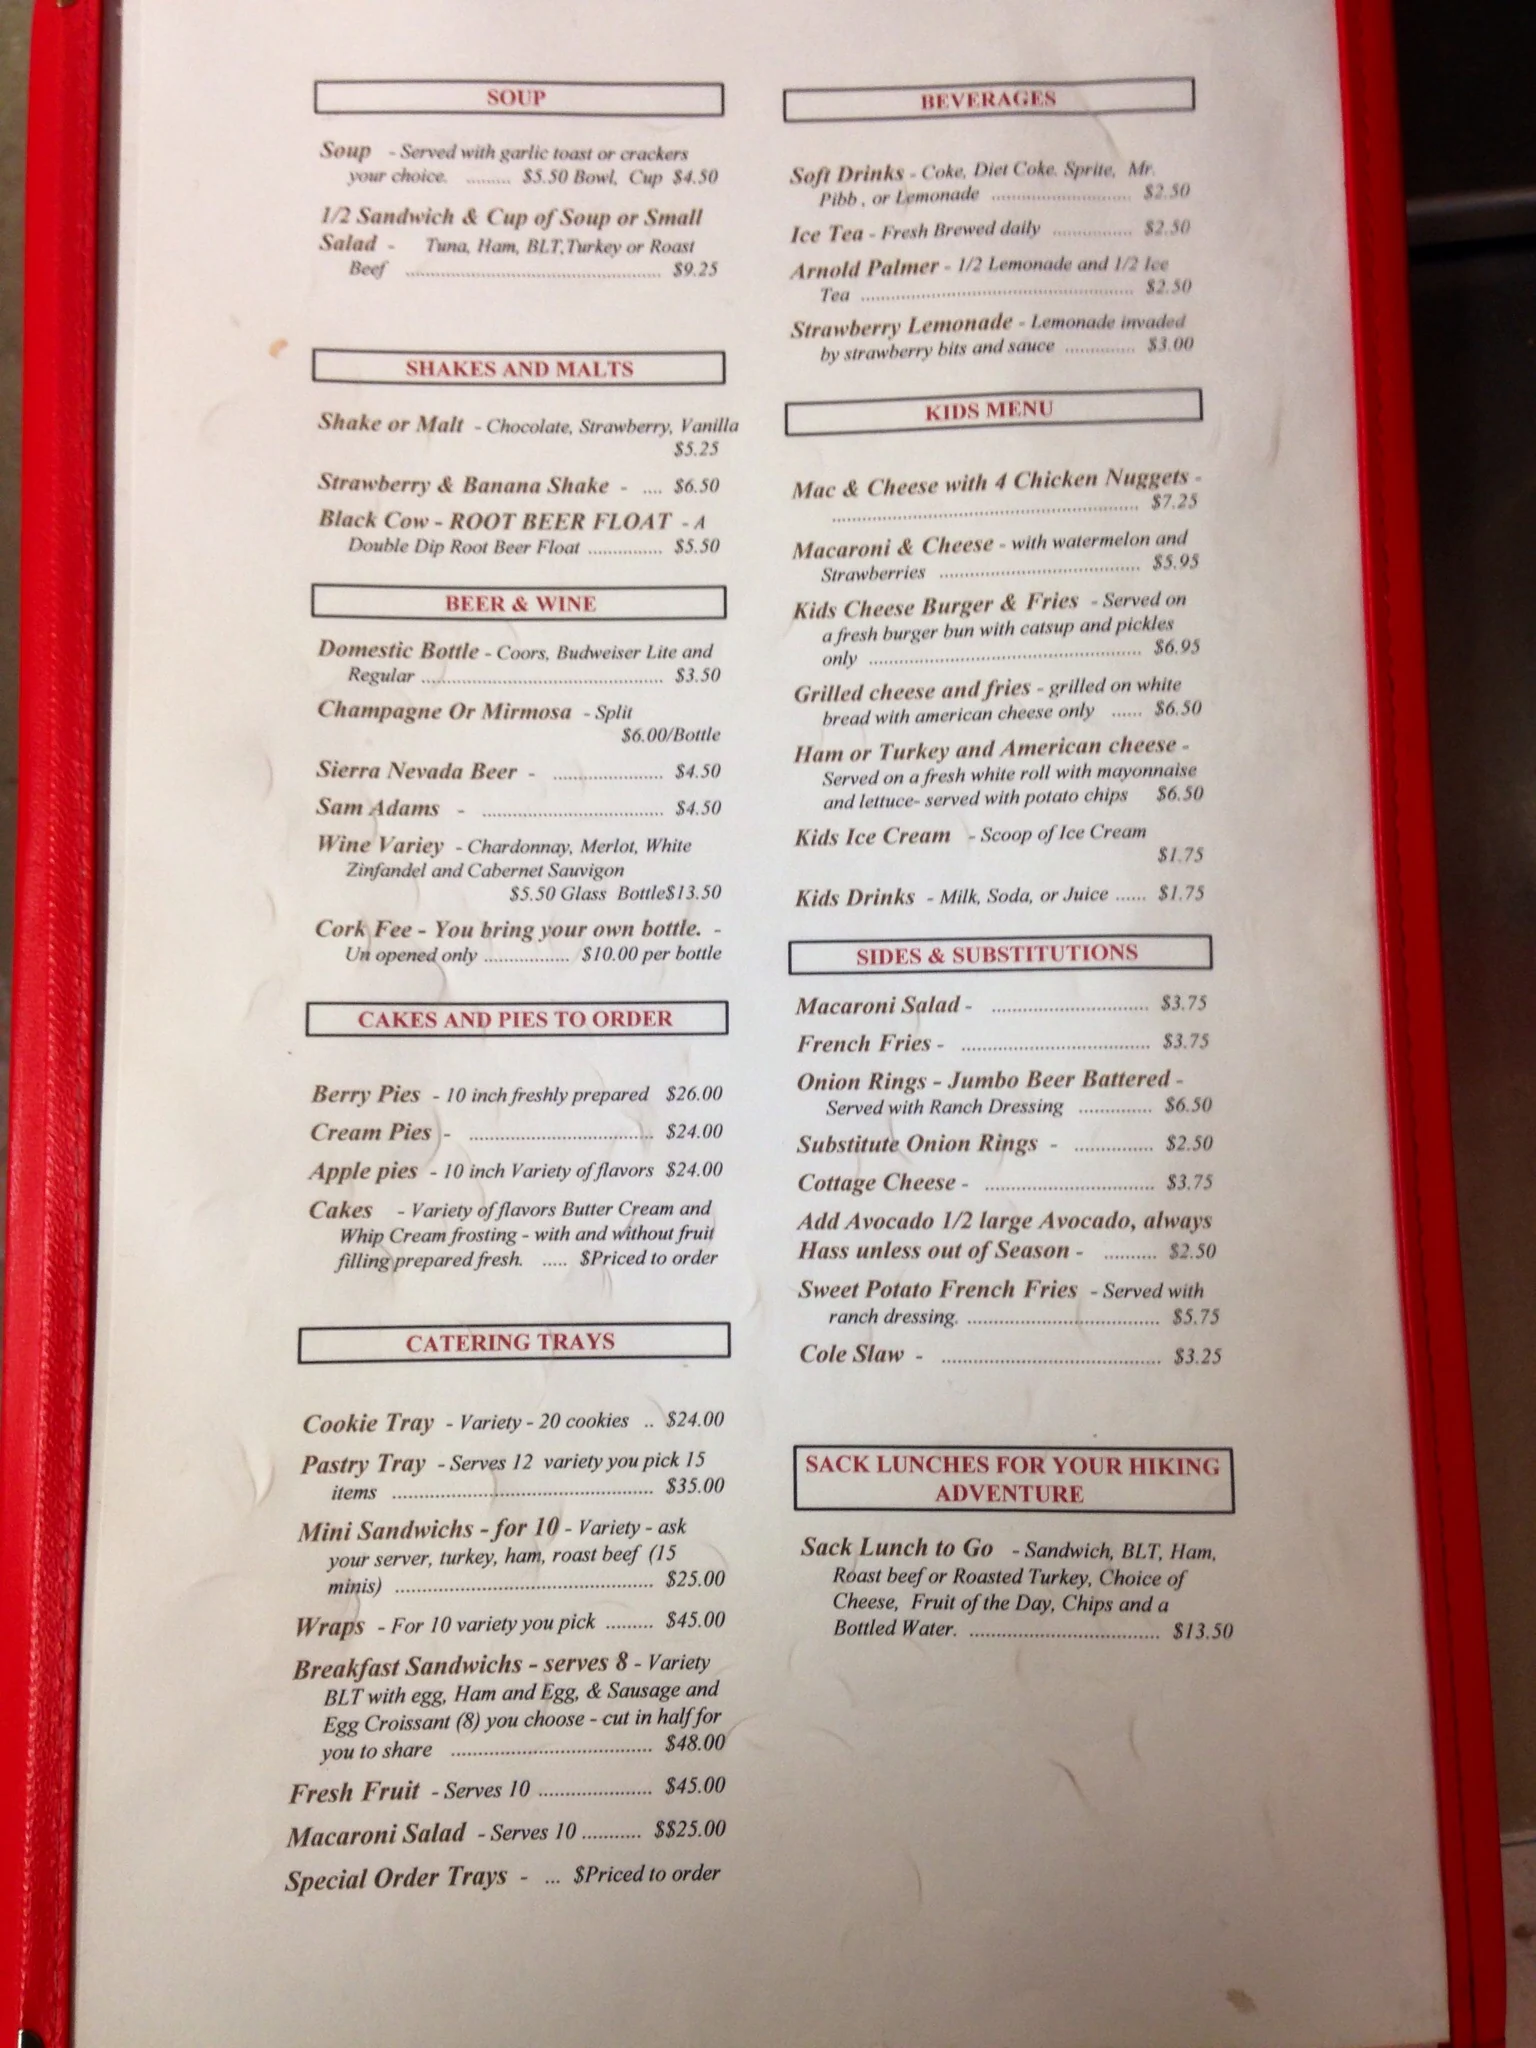 SOUP
Soup - Served with garlic toast or crackers
your choice. ......... $5.50 Bowl, Cup $4.50
1/2 Sandwich & Cup of Soup or Small
Salad - Tuna, Ham, BLT,Turkey or Roast
Beef .................................................... $9.25
SHAKES AND MALTS
Shake or Malt - Chocolate, Strawberry, Vanilla
$5.25
Strawberry & Banana Shake - .... $6.50
Black Cow - ROOT BEER FLOAT - A
Double Dip Root Beer Float ............... $5.50
BEER & WINE
Domestic Bottle - Coors, Budweiser Lite and
Regular ................................................. $3.50
Champagne Or Mirmosa - Split
$6.00/Bottle
Sierra Nevada Beer - ...................... $4.50
Sam Adams - .................................... $4.50
Wine Variey - Chardonnay, Merlot, White
Zinfandel and Cabernet Sauvigon
$5.50 Glass Bottle$13.50
Cork Fee - You bring your own bottle. -
Un opened only ................. $10.00 per bottle
CAKES AND PIES TO ORDER
Berry Pies - 10 inch freshly prepared $26.00
Cream Pies - ..................................... $24.00
Apple pies - 10 inch Variety of flavors $24.00
Cakes - Variety of flavors Butter Cream and
Whip Cream frosting - with and without fruit
filling prepared fresh. ..... $Priced to order
CATERING TRAYS
Cookie Tray - Variety - 20 cookies .. $24.00
Pastry Tray - Serves 12 variety you pick 15
items .................................................... $35.00
Mini Sandwichs - for 10 - Variety - ask
your server, turkey, ham, roast beef (15
minis) .................................................... $25.00
Wraps - For 10 variety you pick ......... $45.00
Breakfast Sandwichs - serves 8 - Variety
BLT with egg, Ham and Egg, & Sausage and
Egg Croissant (8) you choose - cut in half for
you to share ........................................ $48.00
Fresh Fruit - Serves 10 ...................... $45.00
Macaroni Salad - Serves 10 ........... $$25.00
Special Order Trays - ... $Priced to order
BEVERAGES
Soft Drinks - Coke, Diet Coke. Sprite, Mr.
Pibb , or Lemonade ............................ $2.50
Ice Tea - Fresh Brewed daily ................ $2.50
Arnold Palmer - 1/2 Lemonade and 1/2 Ice
Tea ...................................................... $2.50
Strawberry Lemonade - Lemonade invaded
by strawberry bits and sauce .............. $3.00
KIDS MENU
Mac & Cheese with 4 Chicken Nuggets -
.............................................................. $7.25
Macaroni & Cheese - with watermelon and
Strawberries ........................................ $5.95
Kids Cheese Burger & Fries - Served on
a fresh burger bun with catsup and pickles
only ...................................................... $6.95
Grilled cheese and fries - grilled on white
bread with american cheese only ...... $6.50
Ham or Turkey and American cheese -
Served on a fresh white roll with mayonnaise
and lettuce- served with potato chips $6.50
Kids Ice Cream - Scoop of Ice Cream
$1.75
Kids Drinks - Milk, Soda, or Juice ...... $1.75
SIDES & SUBSTITUTIONS
Macaroni Salad - ............................... $3.75
French Fries - ...................................... $3.75
Onion Rings - Jumbo Beer Battered -
Served with Ranch Dressing .............. $6.50
Substitute Onion Rings - ............... $2.50
Cottage Cheese - .................................. $3.75
Add Avocado 1/2 large Avocado, always
Hass unless out of Season - .......... $2.50
Sweet Potato French Fries - Served with
ranch dressing. ...................................... $5.75
Cole Slaw - ............................................ $3.25
SACK LUNCHES FOR YOUR HIKING
ADVENTURE
Sack Lunch to Go - Sandwich, BLT, Ham,
Roast beef or Roasted Turkey, Choice of
Cheese, Fruit of the Day, Chips and a
Bottled Water. ...................................... $13.50